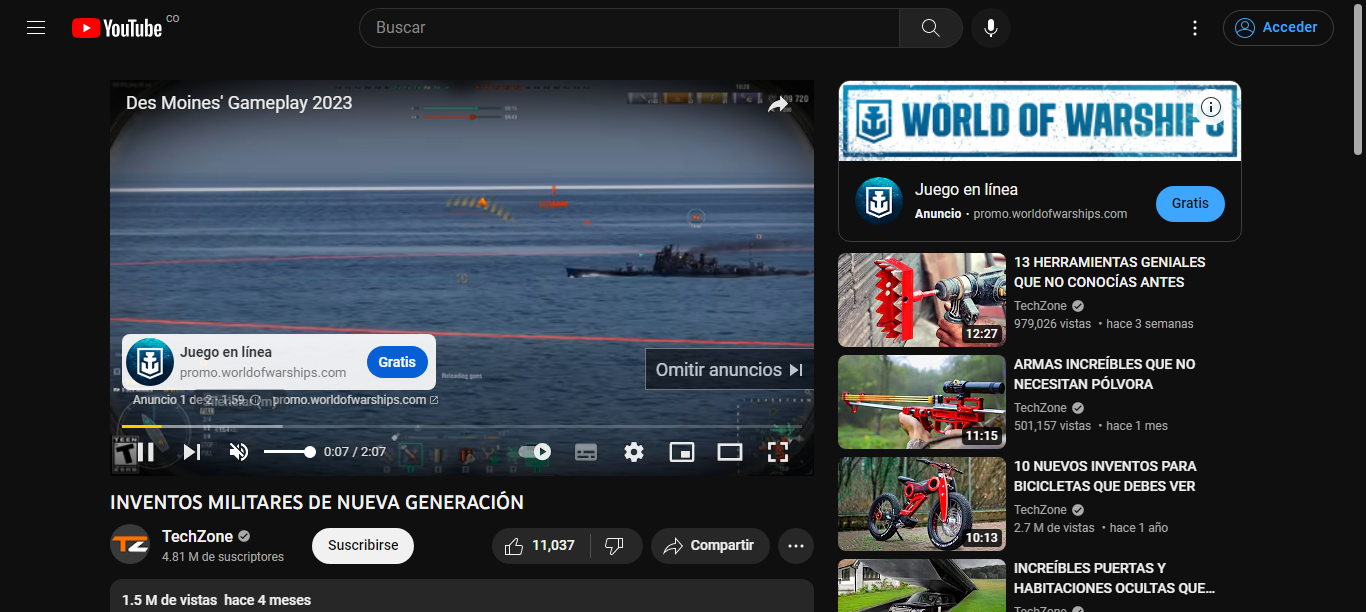 YouTube CO
Buscar
Acceder
Des Moines' Gameplay 2023
Juego en línea
promo.worldofwarships.com
Gratis
Omitir anuncios
Anuncio 1 de 2 · 1:59
promo.worldofwarships.com
TEEN
0:07 / 2:07
INVENTOS MILITARES DE NUEVA GENERACIÓN
TZ
TechZone
4.81 M de suscriptores
Suscribirse
11,037
Compartir
1.5 M de vistas hace 4 meses
WORLD OF WARSHIPS
Juego en línea
Anuncio · promo.worldofwarships.com
Gratis
12:27
13 HERRAMIENTAS GENIALES
QUE NO CONOCÍAS ANTES
TechZone
979,026 vistas • hace 3 semanas
11:15
ARMAS INCREÍBLES QUE NO
NECESITAN PÓLVORA
TechZone
501,157 vistas • hace 1 mes
10:13
10 NUEVOS INVENTOS PARA
BICICLETAS QUE DEBES VER
TechZone
2.7 M de vistas • hace 1 año
INCREÍBLES PUERTAS Y
HABITACIONES OCULTAS QUE...
TechZone